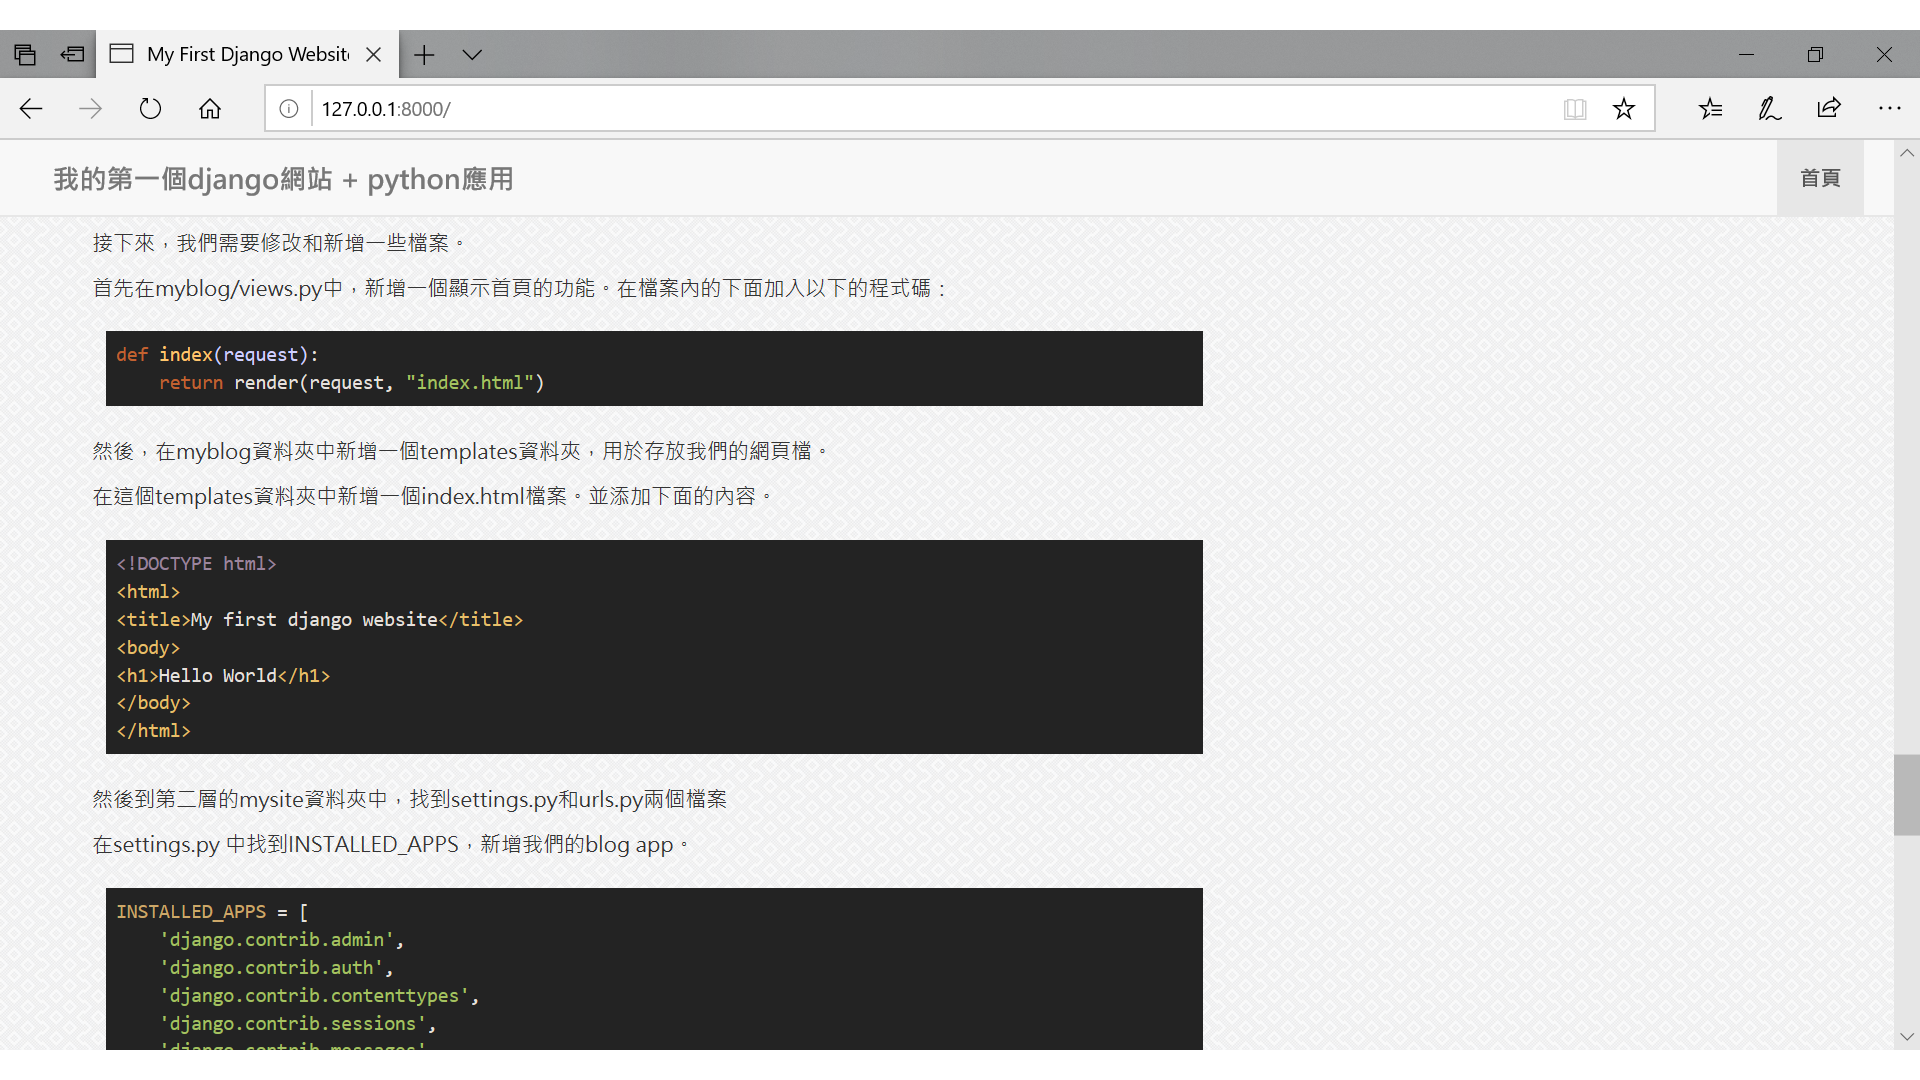 My First Django Websit
127.0.0.1:8000/
我的第一個django網站 + python應用
首頁
接下來，我們需要修改和新增一些檔案。
首先在myblog/views.py中，新增一個顯示首頁的功能。在檔案內的下面加入以下的程式碼：
def index(request):
    return render(request, "index.html")
然後，在myblog資料夾中新增一個templates資料夾，用於存放我們的網頁檔。
在這個templates資料夾中新增一個index.html檔案。並添加下面的內容。
<!DOCTYPE html>
<html>
<title>My first django website</title>
<body>
<h1>Hello World</h1>
</body>
</html>
然後到第二層的mysite資料夾中，找到settings.py和urls.py兩個檔案
在settings.py 中找到INSTALLED_APPS，新增我們的blog app。
INSTALLED_APPS = [
    'django.contrib.admin',
    'django.contrib.auth',
    'django.contrib.contenttypes',
    'django.contrib.sessions',
    'django.contrib.messages'